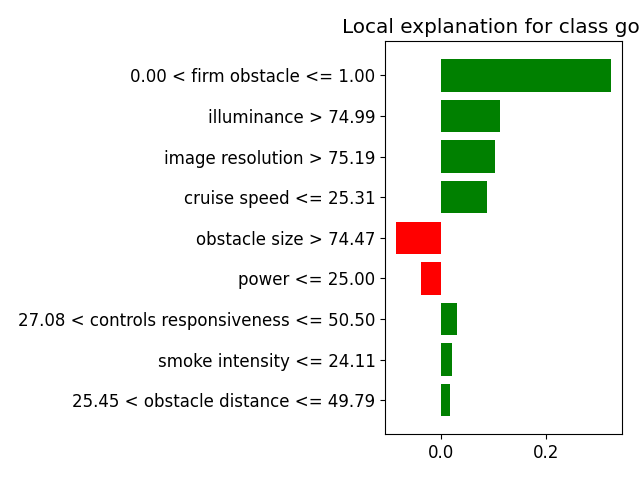 Local explanation for class go
0.00 < firm obstacle <= 1.00
illuminance > 74.99
image resolution > 75.19
cruise speed <= 25.31
obstacle size > 74.47
power <= 25.00
27.08 < controls responsiveness <= 50.50
smoke intensity <= 24.11
25.45 < obstacle distance <= 49.79
0.0 0.2